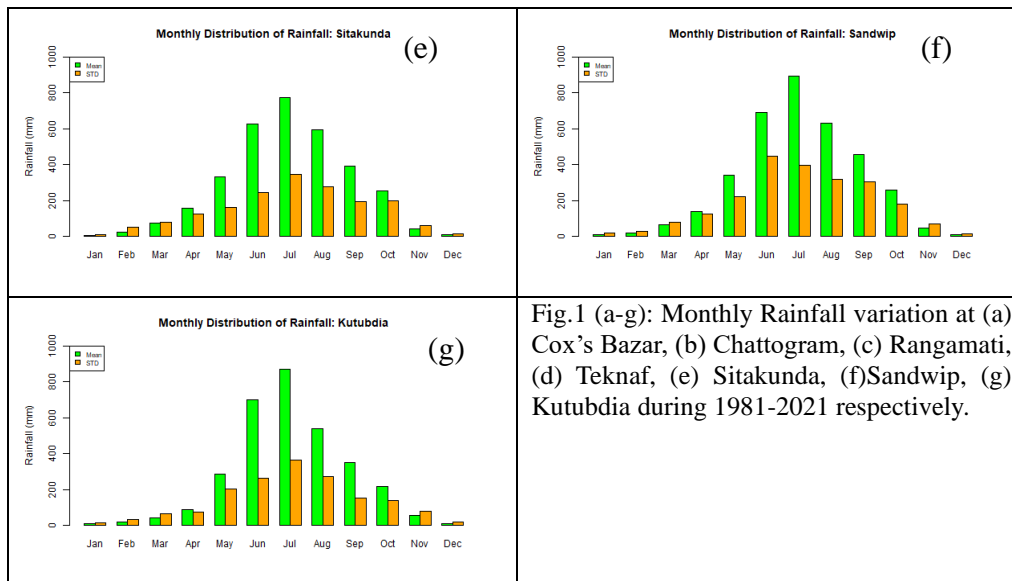 Monthly Distribution of Rainfall: Sitakunda
(e)
Rainfall (mm)
1000
800
600
400
200
0
Mean
STD
Jan Feb Mar Apr May Jun Jul Aug Sep Oct Nov Dec
Monthly Distribution of Rainfall: Sandwip
(f)
Rainfall (mm)
1000
800
600
400
200
0
Mean
STD
Jan Feb Mar Apr May Jun Jul Aug Sep Oct Nov Dec
Monthly Distribution of Rainfall: Kutubdia
(g)
Rainfall (mm)
1000
800
600
400
200
0
Mean
STD
Jan Feb Mar Apr May Jun Jul Aug Sep Oct Nov Dec
Fig.1 (a-g): Monthly Rainfall variation at (a)
Cox’s Bazar, (b) Chattogram, (c) Rangamati,
(d) Teknaf, (e) Sitakunda, (f)Sandwip, (g)
Kutubdia during 1981-2021 respectively.